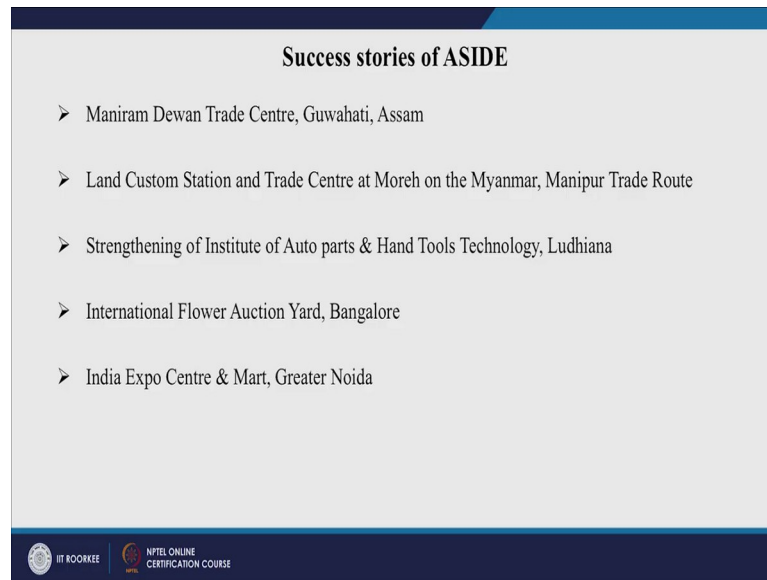 Success stories of ASIDE
➢ Maniram Dewan Trade Centre, Guwahati, Assam
➢ Land Custom Station and Trade Centre at Moreh on the Myanmar, Manipur Trade Route
➢ Strengthening of Institute of Auto parts & Hand Tools Technology, Ludhiana
➢ International Flower Auction Yard, Bangalore
➢ India Expo Centre & Mart, Greater Noida
IIT ROORKEE
NPTEL ONLINE
CERTIFICATION COURSE
NPTEL